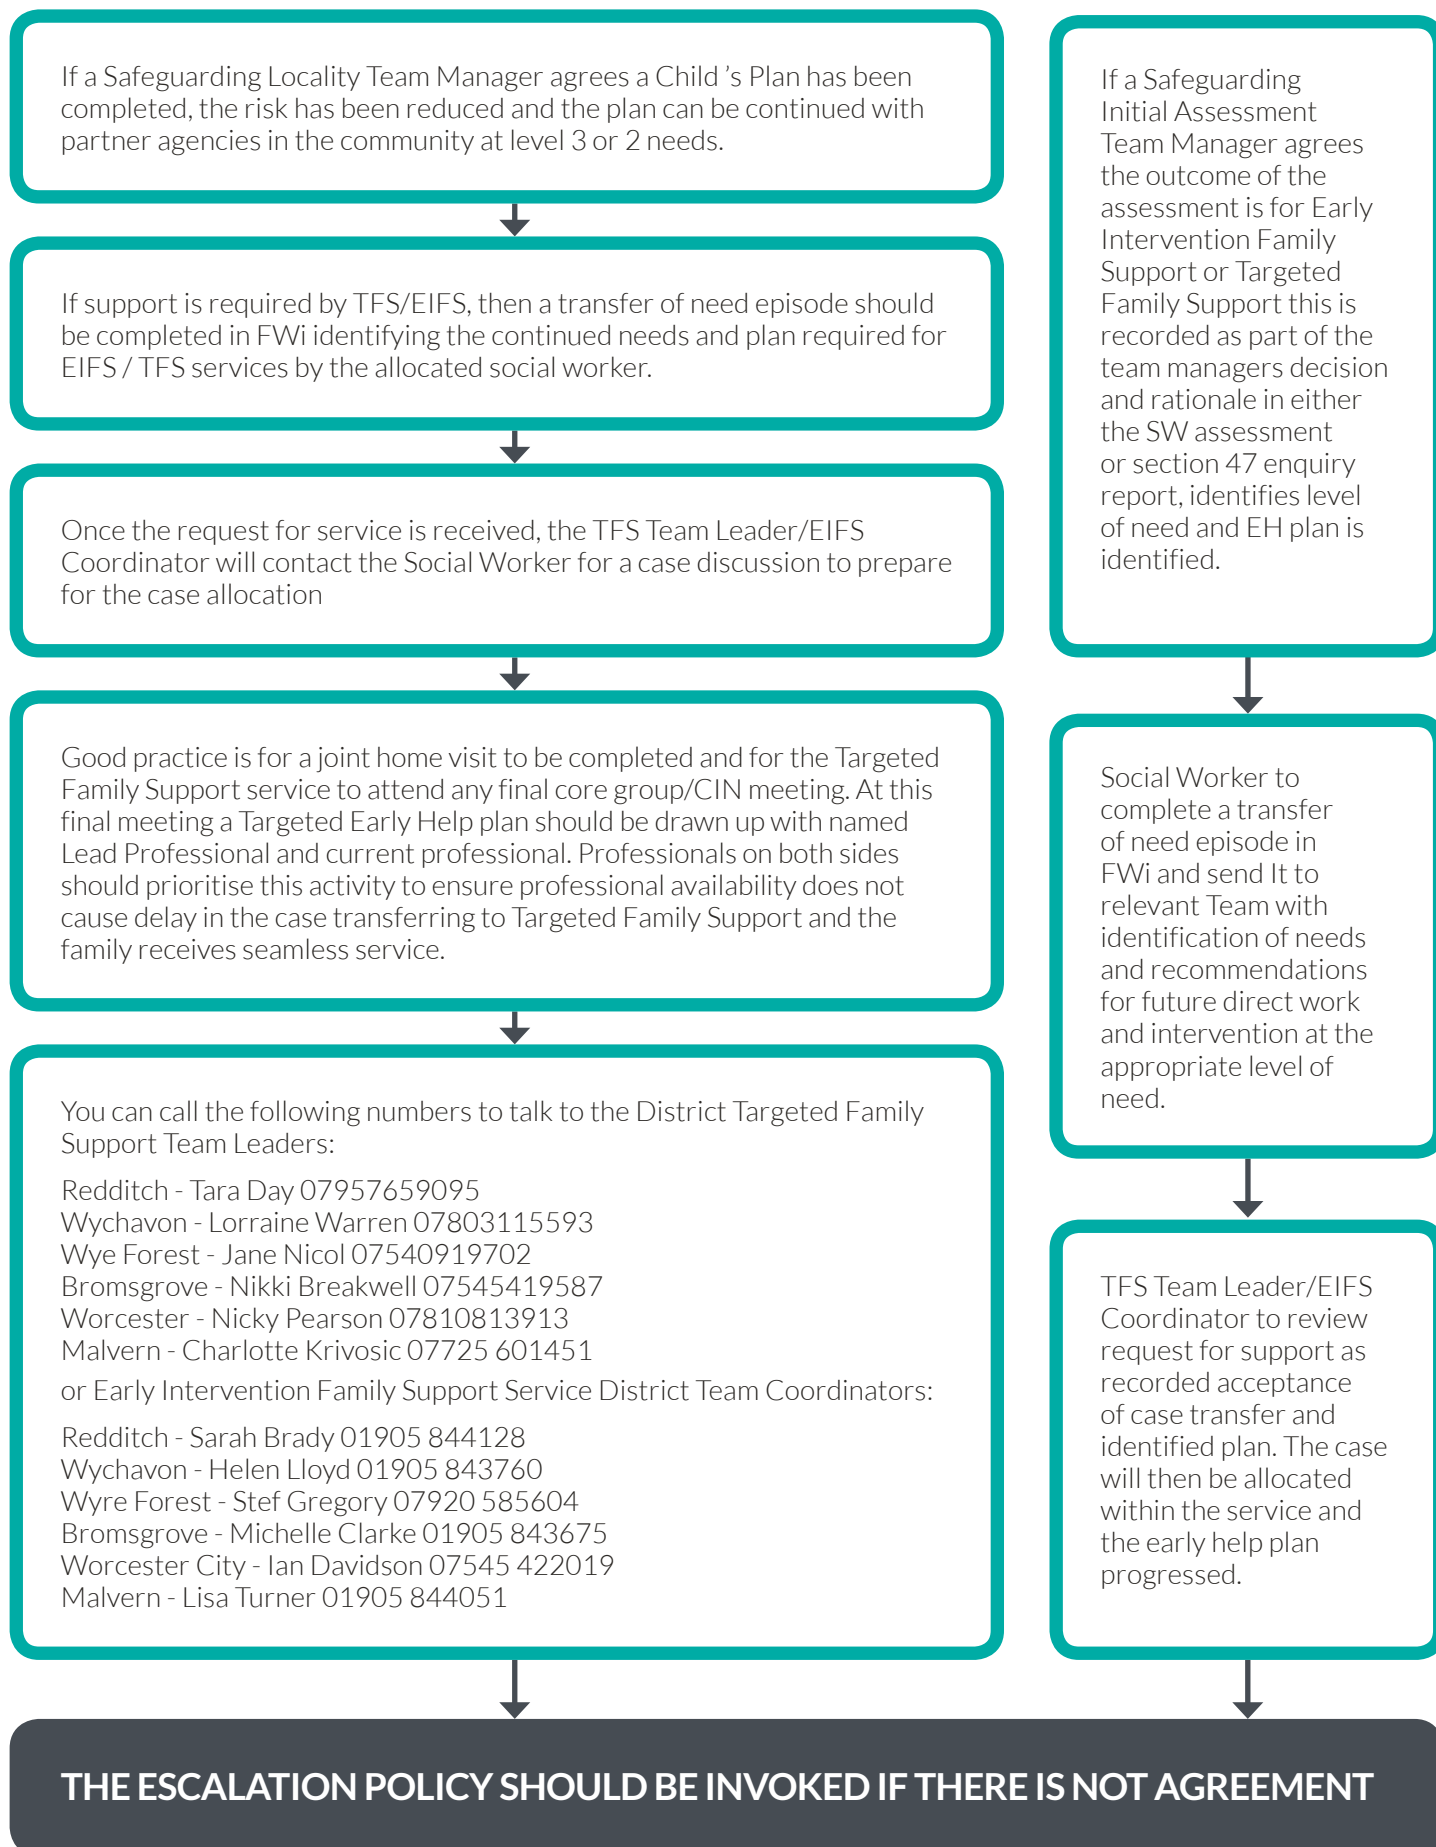 If a Safeguarding Locality Team Manager agrees a Child 's Plan has been
completed, the risk has been reduced and the plan can be continued with
partner agencies in the community at level 3 or 2 needs.
If support is required by TFS/EIFS, then a transfer of need episode should
be completed in FWi identifying the continued needs and plan required for
EIFS / TFS services by the allocated social worker.
Once the request for service is received, the TFS Team Leader/EIFS
Coordinator will contact the Social Worker for a case discussion to prepare
for the case allocation
Good practice is for a joint home visit to be completed and for the Targeted
Family Support service to attend any final core group/CIN meeting. At this
final meeting a Targeted Early Help plan should be drawn up with named
Lead Professional and current professional. Professionals on both sides
should prioritise this activity to ensure professional availability does not
cause delay in the case transferring to Targeted Family Support and the
family receives seamless service.
You can call the following numbers to talk to the District Targeted Family
Support Team Leaders:
Redditch - Tara Day 07957659095
Wychavon - Lorraine Warren 07803115593
Wye Forest - Jane Nicol 07540919702
Bromsgrove - Nikki Breakwell 07545419587
Worcester - Nicky Pearson 07810813913
Malvern - Charlotte Krivosic 07725 601451
or Early Intervention Family Support Service District Team Coordinators:
Redditch - Sarah Brady 01905 844128
Wychavon - Helen Lloyd 01905 843760
Wyre Forest - Stef Gregory 07920 585604
Bromsgrove - Michelle Clarke 01905 843675
Worcester City - Ian Davidson 07545 422019
Malvern - Lisa Turner 01905 844051
If a Safeguarding
Initial Assessment
Team Manager agrees
the outcome of the
assessment is for Early
Intervention Family
Support or Targeted
Family Support this is
recorded as part of the
team managers decision
and rationale in either
the SW assessment
or section 47 enquiry
report, identifies level
of need and EH plan is
identified.
Social Worker to
complete a transfer
of need episode in
FWi and send It to
relevant Team with
identification of needs
and recommendations
for future direct work
and intervention at the
appropriate level of
need.
TFS Team Leader/EIFS
Coordinator to review
request for support as
recorded acceptance
of case transfer and
identified plan. The case
will then be allocated
within the service and
the early help plan
progressed.
THE ESCALATION POLICY SHOULD BE INVOKED IF THERE IS NOT AGREEMENT